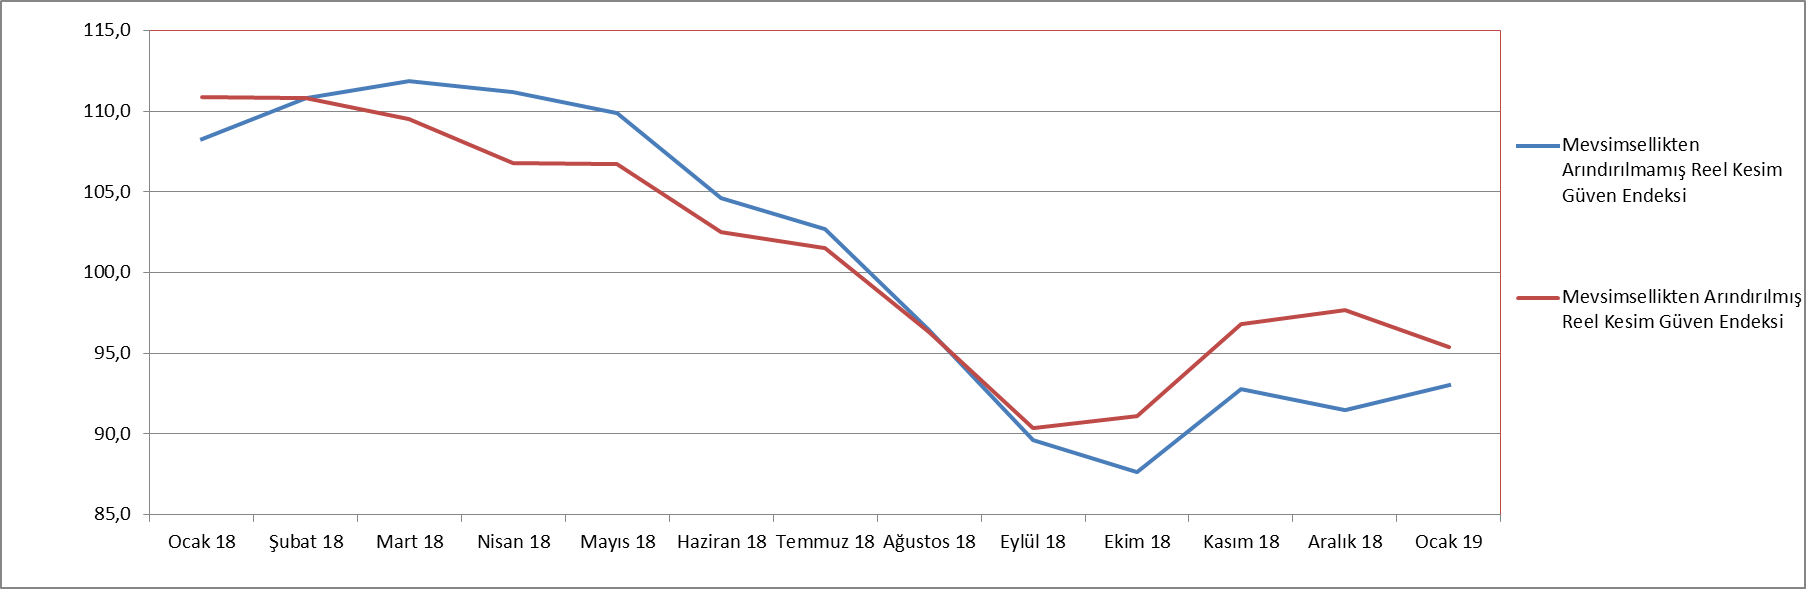 115,0
110,0
105,0
100,0
95,0
90,0
85,0
Ocak 18 Şubat 18 Mart 18 Nisan 18 Mayıs 18 Haziran 18 Temmuz 18 Ağustos 18 Eylül 18 Ekim 18 Kasım 18 Aralık 18 Ocak 19
Mevsimsellikten
Arındırılmamış Reel Kesim
Güven Endeksi
Mevsimsellikten Arındırılmış
Reel Kesim Güven Endeksi